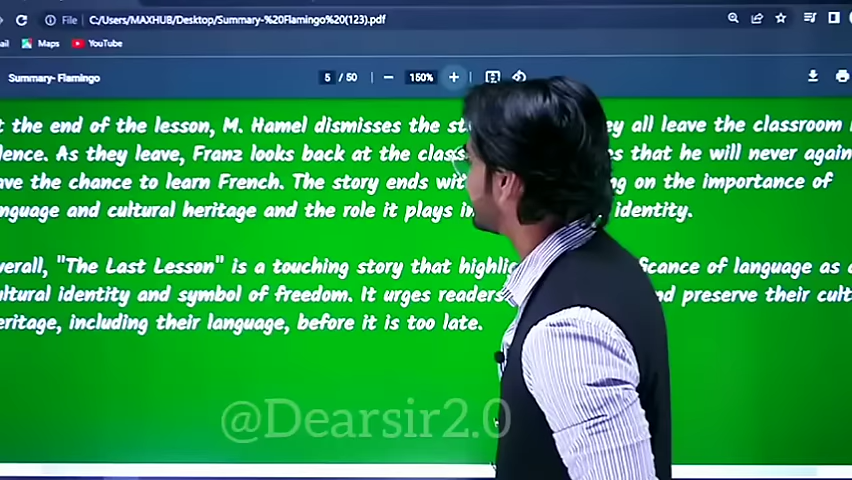 File | C:/Users/MAXHUB/Desktop/Summary-%20Flamingo%20(123).pdf
ail Maps YouTube
Summary- Flamingo 5 / 50 150%
t the end of the lesson, M. Hamel dismisses the ey all leave the classroom
lence. As they leave, Franz looks back at the class s that he will never again
ave the chance to learn French. The story ends wit ng on the importance of
nguage and cultural heritage and the role it plays in identity.
verall, "The Last Lesson" is a touching story that highlig ficance of language as
ultural identity and symbol of freedom. It urges readers nd preserve their cult
eritage, including their language, before it is too late.
@Dearsir2.0